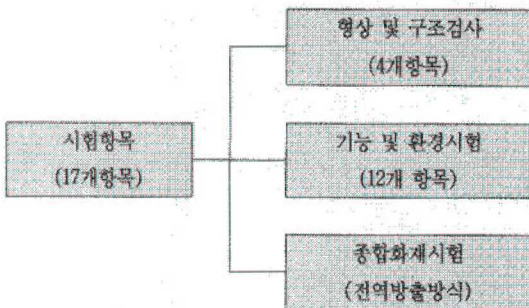 형상 및 구조검사
(4개항목)
시험항목
(17개항목)
기능 및 환경시험
(12개 항목)
종합화재시험
(전역방출방식)